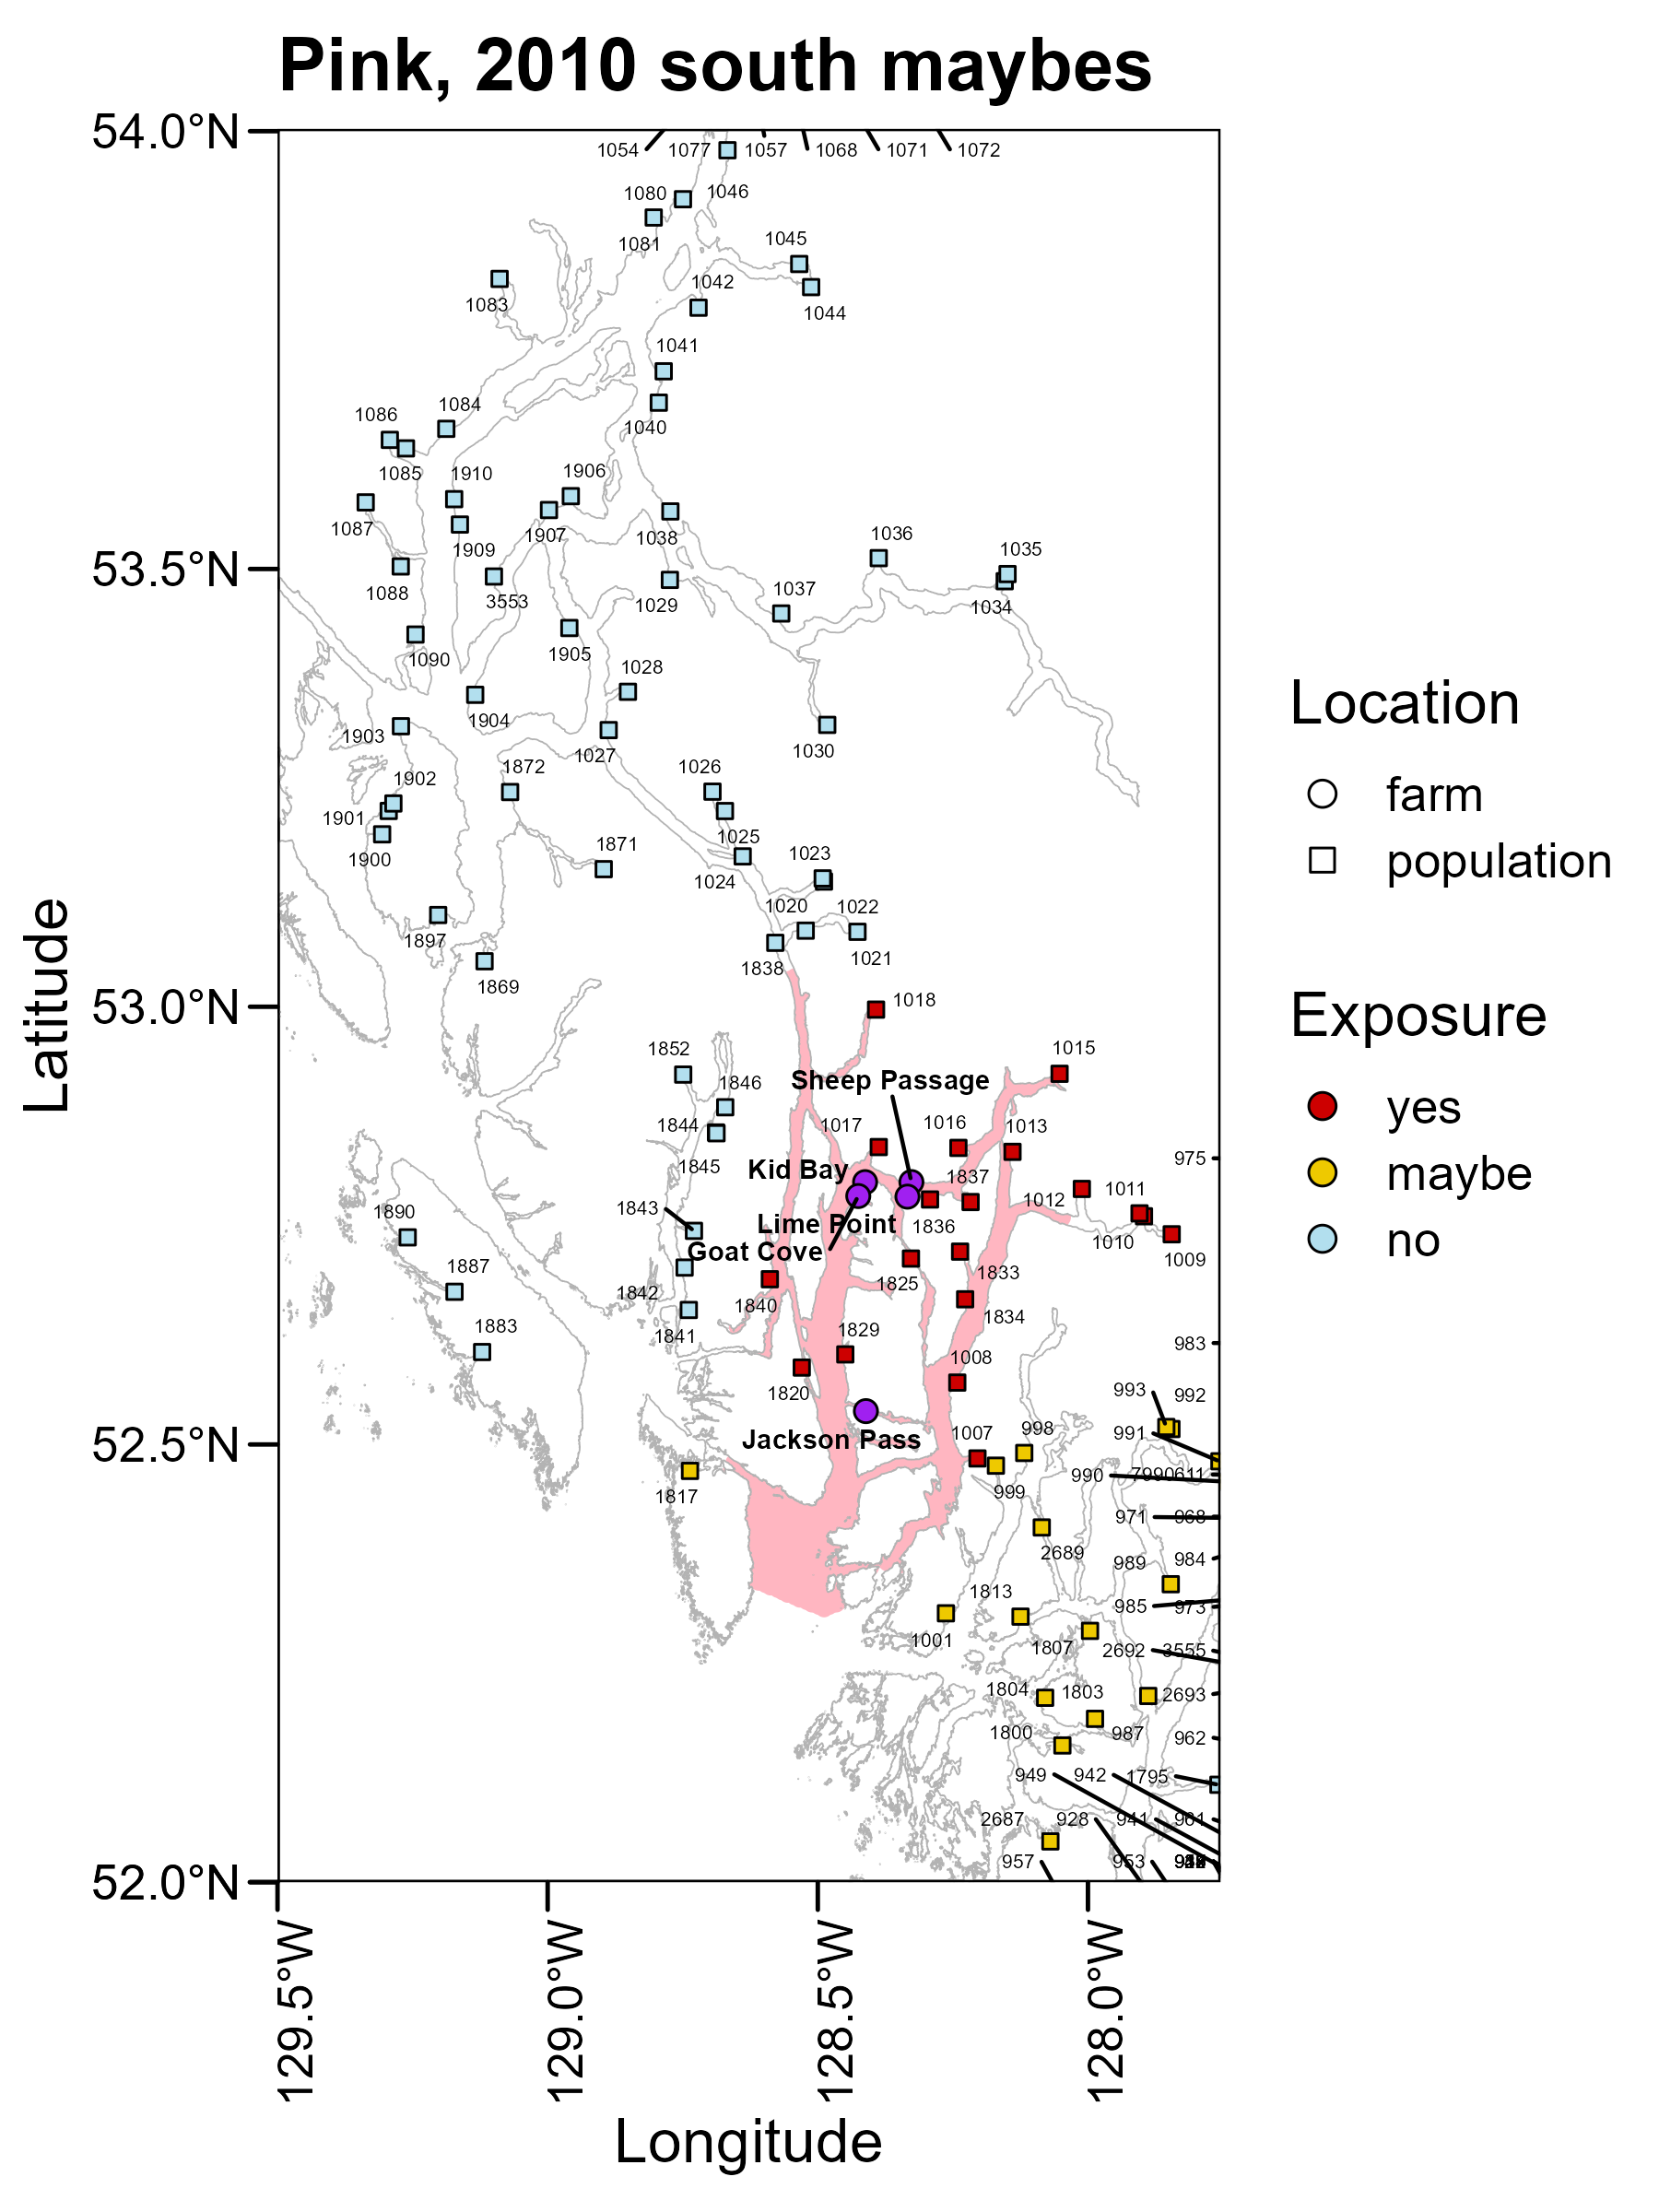 Pink, 2010 south maybes
54.0°N
53.5°N
53.0°N
52.5°N
52.0°N
Latitude
1054 1077 1057 1068 1071 1072
1080 1046
1081 1045
1083 1042 1044
1041
1086 1084 1040
1085 1910 1906
1087 1909 1907 1038 1036 1035
1088 3553 1029 1037 1034
1090 1905 1028
1903 1904 1027 1030
1902 1872 1026
1901 1025
1900 1871 1024 1023
1020 1022
1897 1838 1021
1869 1018
1852 1015
Sheep Passage
1846
1844 1017 1016 1013
1845 Kid Bay 975
1837
1843 1012 1011
1890 Lime Point 1836
Goat Cove 1010 1009
1887 1842 1825 1833
1840 1834
1883 1841 1829 983
1008
1820 993 992
Jackson Pass 1007 998 991
1817 999 990
971 968
2689 989 984
1813 985 973
1001 1807 2692 3555
1804 1803 2693
1800 987 962
949 942 1795
2687 928 941 961
957 953
129.5°W
129.0°W
128.5°W
128.0°W
Longitude
Location
farm
population
Exposure
yes
maybe
no